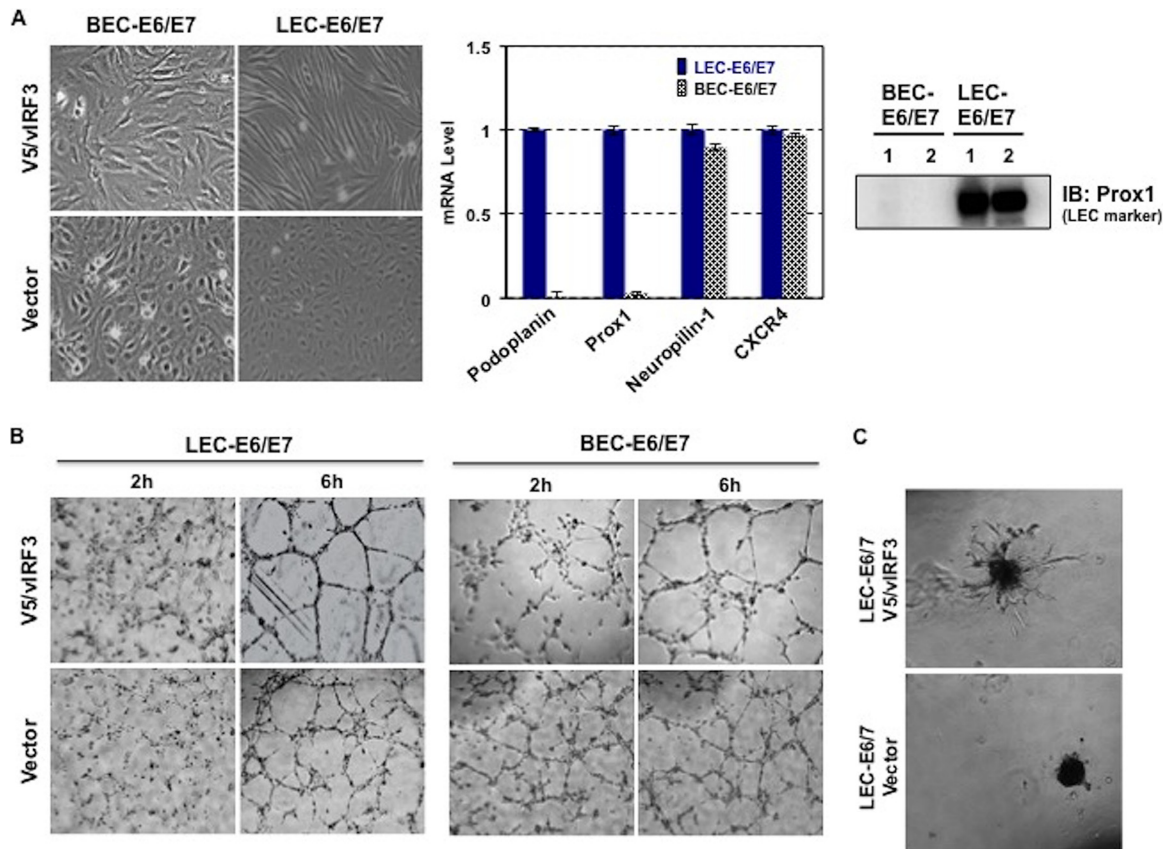 A
BEC-E6/E7
LEC-E6/E7
V5/vIRF3
Vector
1.5
1
0.5
0
mRNA Level
LEC-E6/E7
BEC-E6/E7
Podoplanin
Prox1
Neuropilin-1
CXCR4
BEC-
E6/E7
LEC-
E6/E7
1 2 1 2
IB: Prox1
(LEC marker)
B
LEC-E6/E7
BEC-E6/E7
2h
6h
2h
6h
V5/vIRF3
Vector
C
LEC-E6/7
V5/vIRF3
LEC-E6/7
Vector